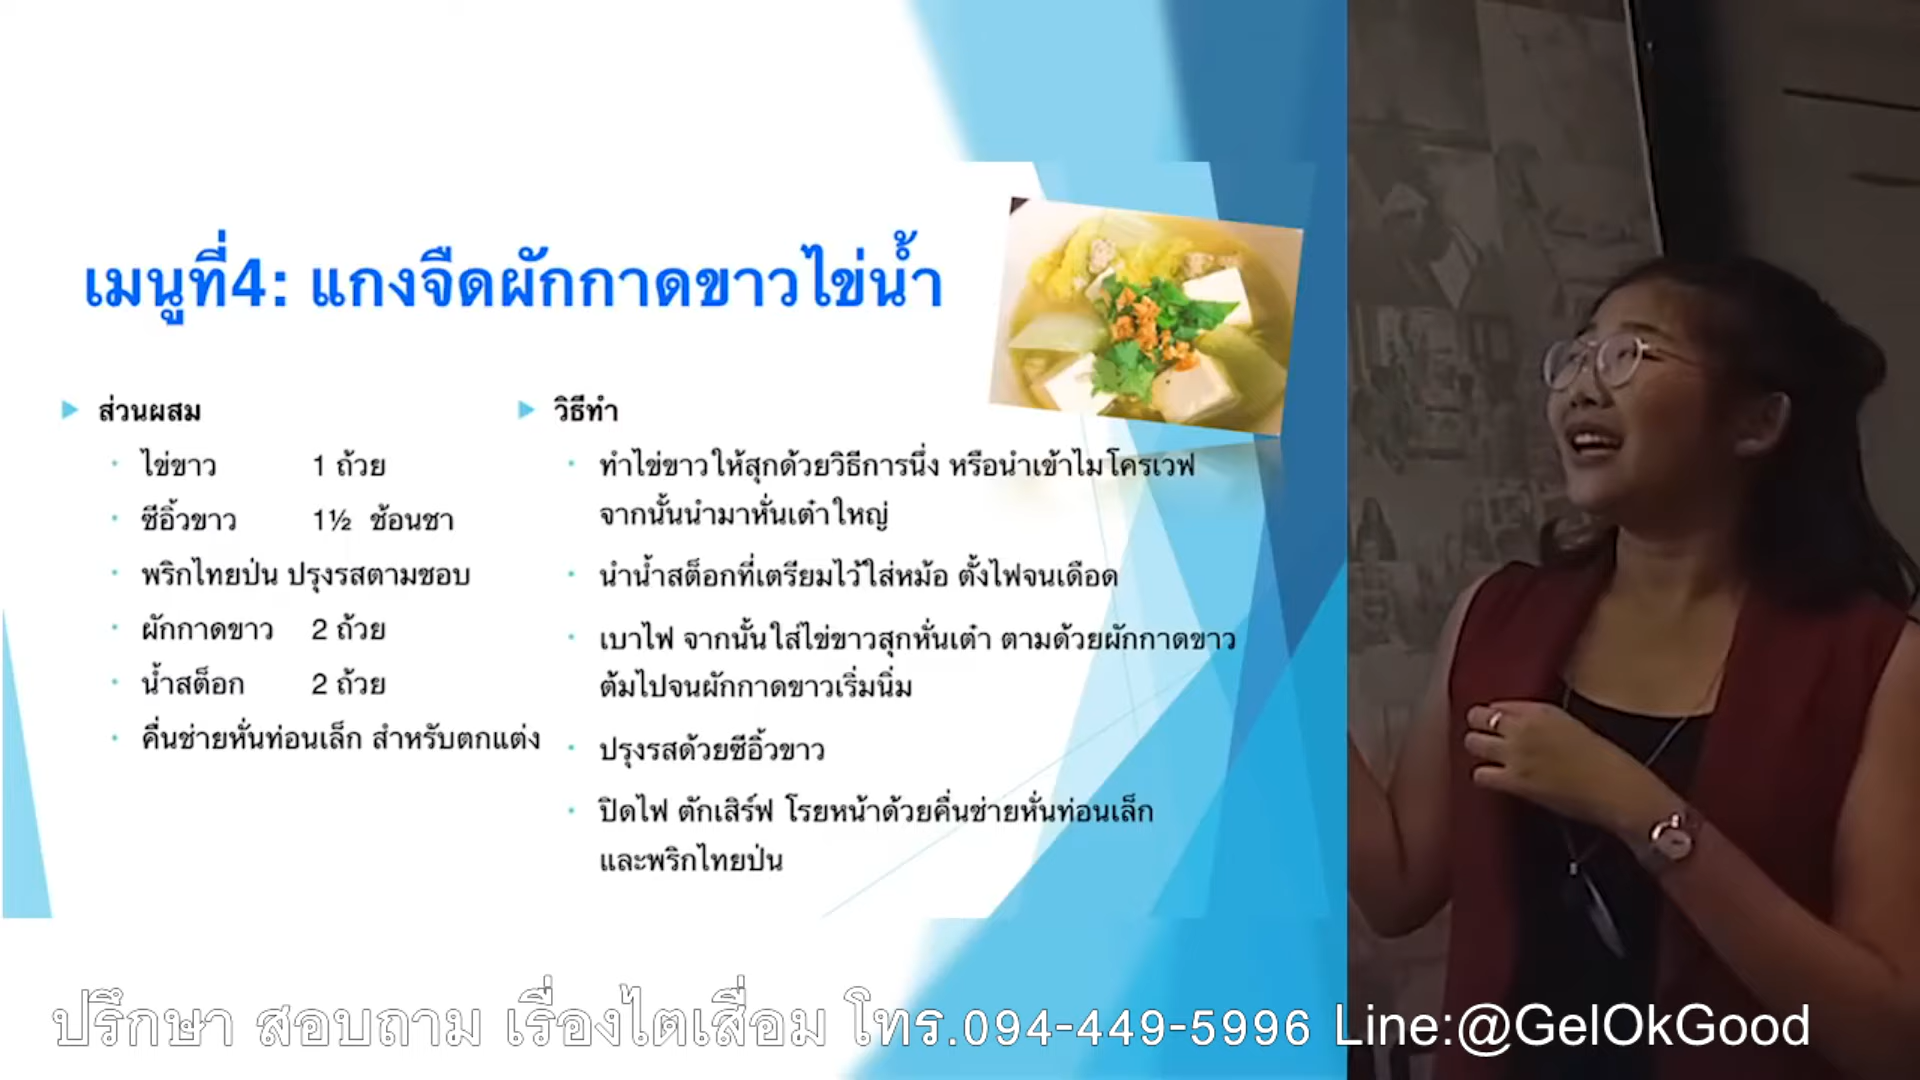 เมนูที่4: แกงจืดผักกาดขาวไข่น้ำ
ส่วนผสม
ไข่ขาว 1 ถ้วย
ซีอิ้วขาว 1½ ช้อนชา
พริกไทยป่น ปรุงรสตามชอบ
ผักกาดขาว 2 ถ้วย
น้ำสต็อก 2 ถ้วย
คื่นช่ายหั่นท่อนเล็ก สำหรับตกแต่ง
วิธีทำ
ทำไข่ขาวให้สุกด้วยวิธีการนึ่ง หรือนำเข้าไมโครเวฟ
จากนั้นนำมาหั่นเต๋าใหญ่
นำน้ำสต็อกที่เตรียมไว้ใส่หม้อ ตั้งไฟจนเดือด
เบาไฟ จากนั้นใส่ไข่ขาวสุกหั่นเต๋า ตามด้วยผักกาดขาว
ต้มไปจนผักกาดขาวเริ่มนิ่ม
ปรุงรสด้วยซีอิ้วขาว
ปิดไฟ ตักเสิร์ฟ โรยหน้าด้วยคื่นช่ายหั่นท่อนเล็ก
และพริกไทยป่น
ปรึกษา สอบถาม เรื่องไตเสื่อม โทร.094-449-5996 Line:@GelOkGood